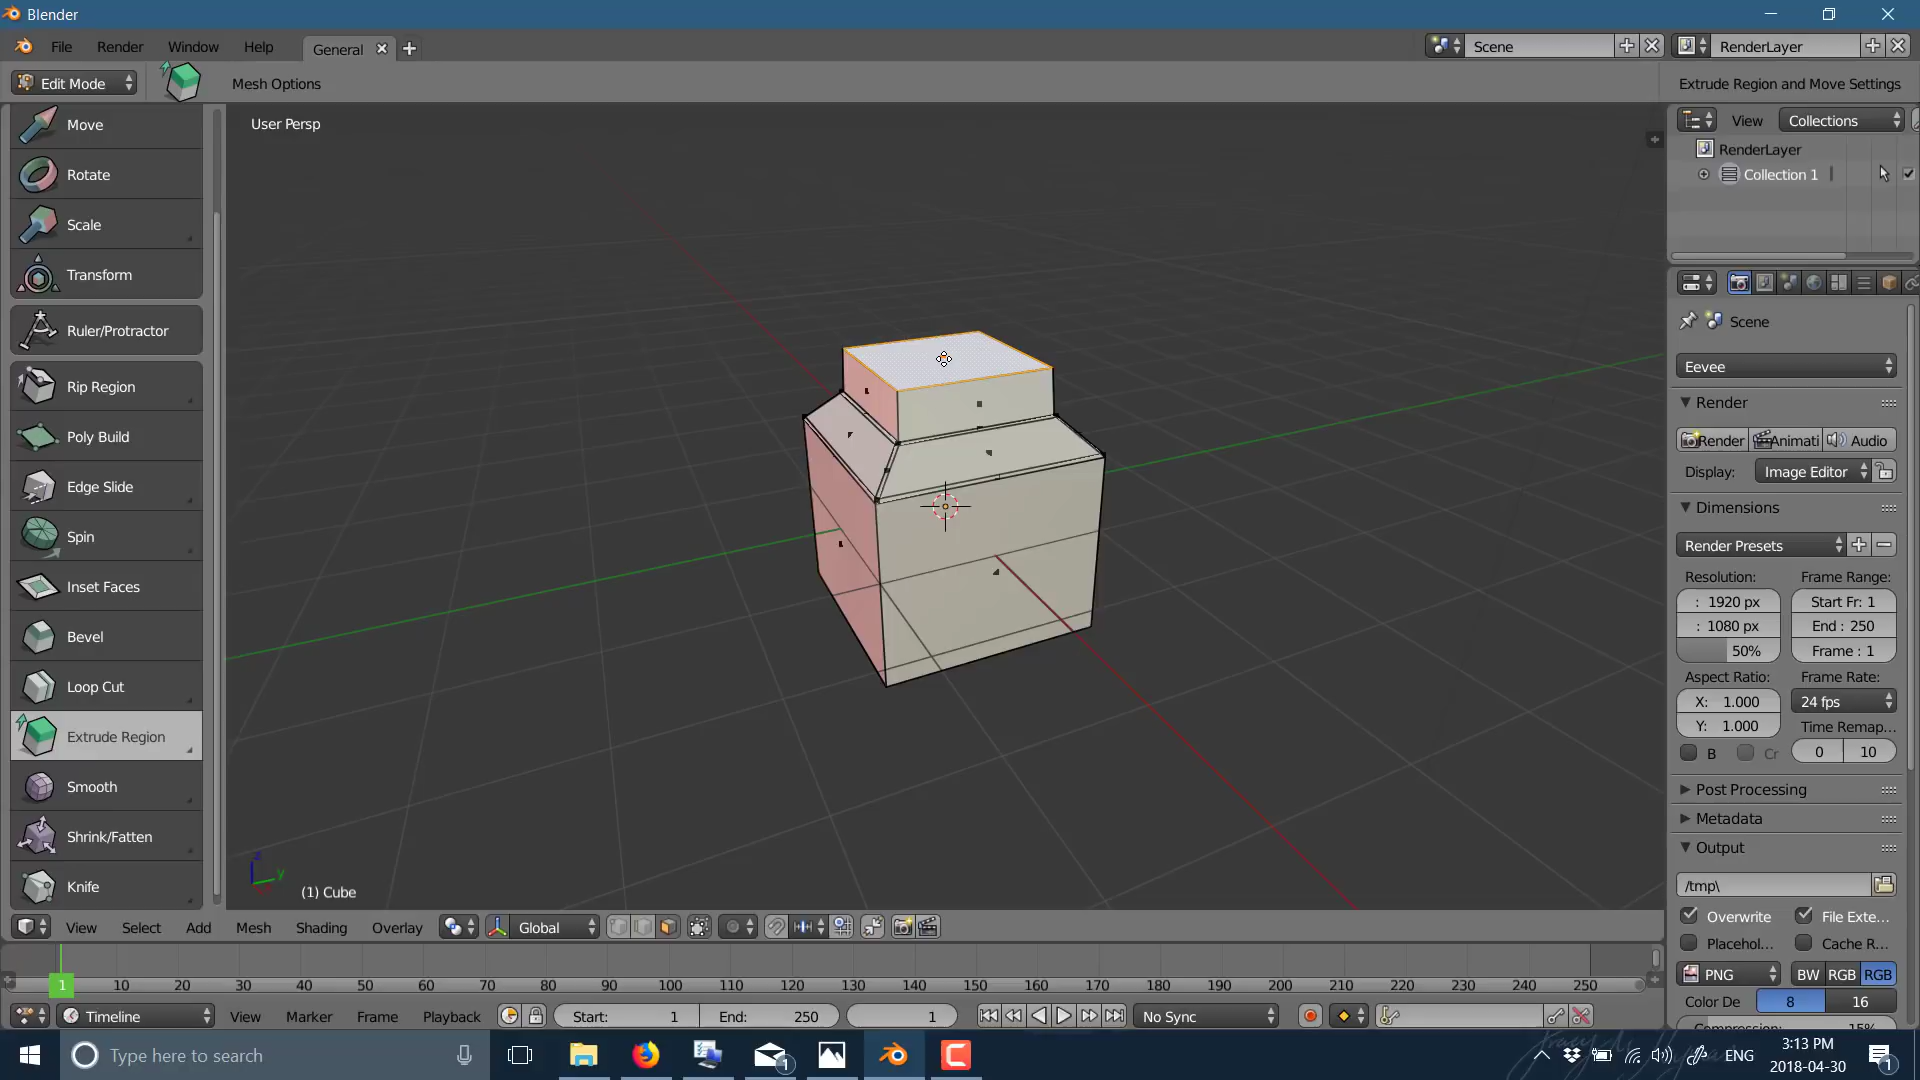 Blender
File Render Window Help General Scene RenderLayer
Edit Mode Mesh Options Extrude Region and Move Settings
User Persp
View Collections
RenderLayer
Collection 1
Move
Rotate
Scale
Transform
Ruler/Protractor
Rip Region
Poly Build
Edge Slide
Spin
Inset Faces
Bevel
Loop Cut
Extrude Region
Smooth
Shrink/Fatten
Knife
z
y
(1) Cube
Scene
Eevee
Render
Render Animati Audio
Display: Image Editor
Dimensions
Render Presets
Resolution: Frame Range:
: 1920 px Start Fr: 1
: 1080 px End : 250
50% Frame : 1
Aspect Ratio: Frame Rate:
X: 1.000 24 fps
Y: 1.000 Time Remap...
B Cr 0 10
Post Processing
Metadata
Output
/tmp\
Overwrite File Exte...
Placehol... Cache R...
PNG BW RGB RGB
Color De 8 16
Compression: 15%
View Select Add Mesh Shading Overlay Global
1 10 20 30 40 50 60 70 80 90 100 110 120 130 140 150 160 170 180 190 200 210 220 230 240 250
Timeline View Marker Frame Playback Start: 1 End: 250 1 No Sync
Type here to search 1 ENG 3:13 PM
2018-04-30 1